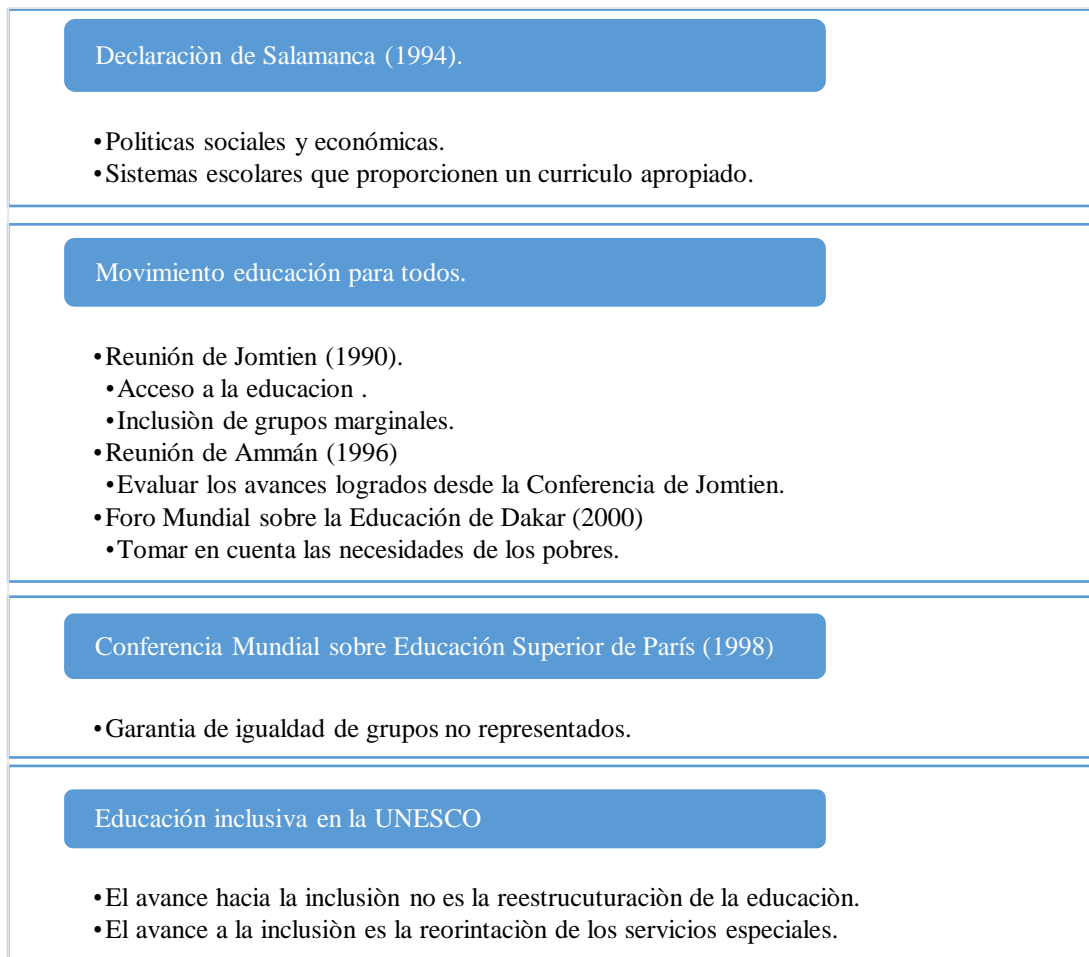 Declaraciòn de Salamanca (1994).
•Politicas sociales y económicas.
•Sistemas escolares que proporcionen un curriculo apropiado.
Movimiento educación para todos.
•Reunión de Jomtien (1990).
•Acceso a la educacion .
•Inclusiòn de grupos marginales.
•Reunión de Ammán (1996)
•Evaluar los avances logrados desde la Conferencia de Jomtien.
•Foro Mundial sobre la Educación de Dakar (2000)
•Tomar en cuenta las necesidades de los pobres.
Conferencia Mundial sobre Educación Superior de París (1998)
•Garantia de igualdad de grupos no representados.
Educación inclusiva en la UNESCO
•El avance hacia la inclusiòn no es la reestrucuturaciòn de la educaciòn.
•El avance a la inclusiòn es la reorintaciòn de los servicios especiales.